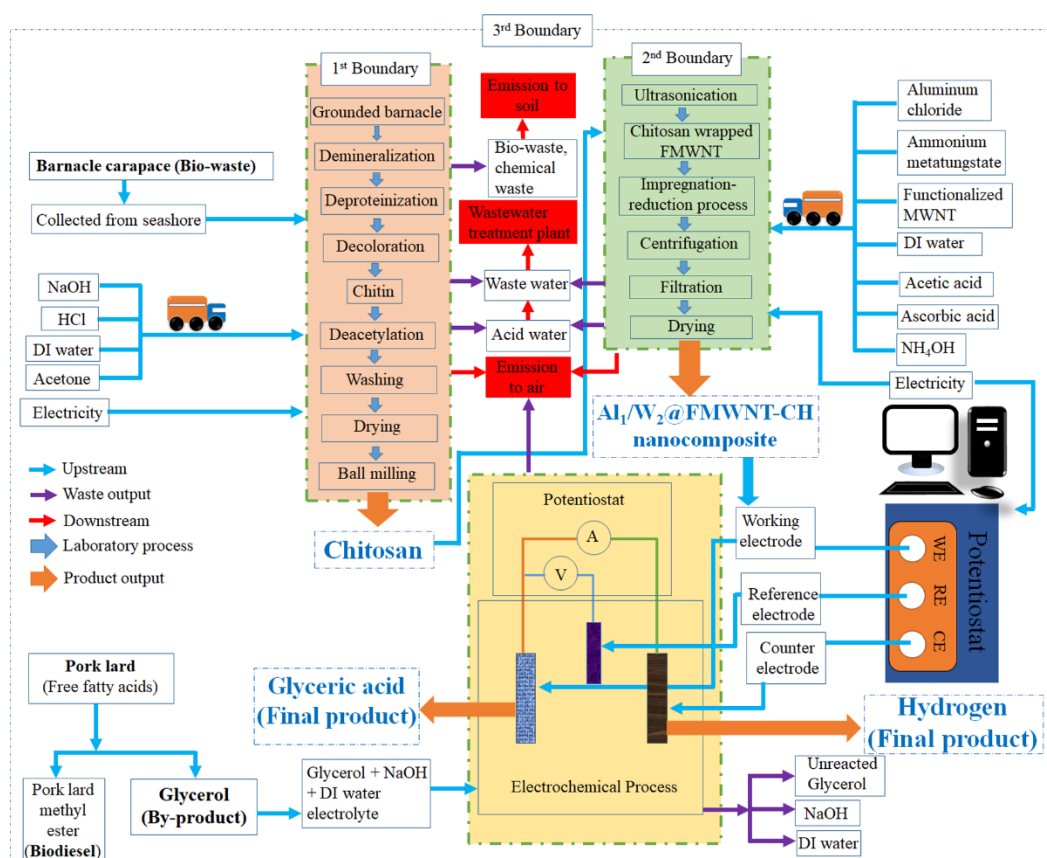 3rd Boundary
1st Boundary
Grounded barnacle
Demineralization
Deproteinization
Decoloration
Chitin
Deacetylation
Washing
Drying
Ball milling
Chitosan
Barnacle carapace (Bio-waste)
Collected from seashore
NaOH
HCl
DI water
Acetone
Electricity
Upstream
Waste output
Downstream
Laboratory process
Product output
Emission to
soil
Bio-waste,
chemical
waste
Wastewater
treatment plant
Waste water
Acid water
Emission
to air
2nd Boundary
Ultrasonication
Chitosan wrapped
FMWNT
Impregnation-
reduction process
Centrifugation
Filtration
Drying
Al₁/W₂@FMWNT-CH
nanocomposite
Aluminum
chloride
Ammonium
metatungstate
Functionalized
MWNT
DI water
Acetic acid
Ascorbic acid
NH₄OH
Electricity
Potentiostat
A
V
Electrochemical Process
Working
electrode
Reference
electrode
Counter
electrode
WE
RE
CE
Potentiostat
Glyceric acid
(Final product)
Hydrogen
(Final product)
Pork lard
(Free fatty acids)
Pork lard
methyl
ester
(Biodiesel)
Glycerol
(By-product)
Glycerol + NaOH
+ DI water
electrolyte
Unreacted
Glycerol
NaOH
DI water